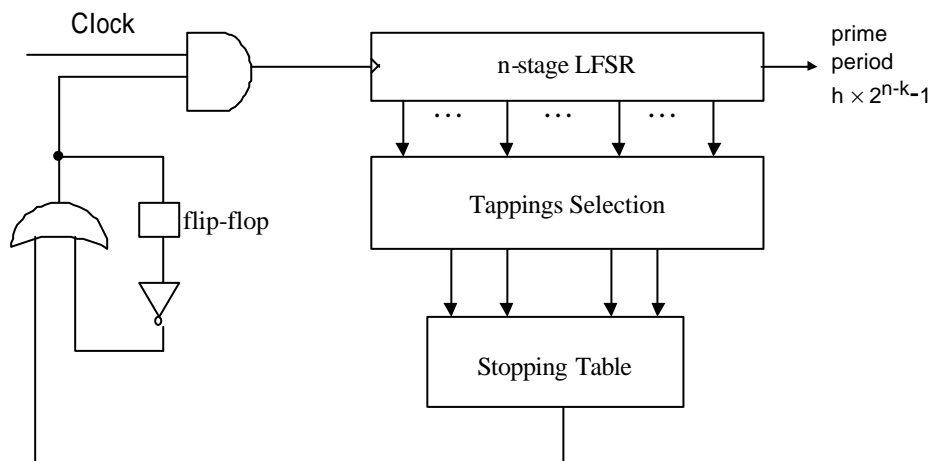 Clock
n-stage LFSR
prime
period
h × 2^{n-k}-1
... ... ...
Tappings Selection
flip-flop
Stopping Table